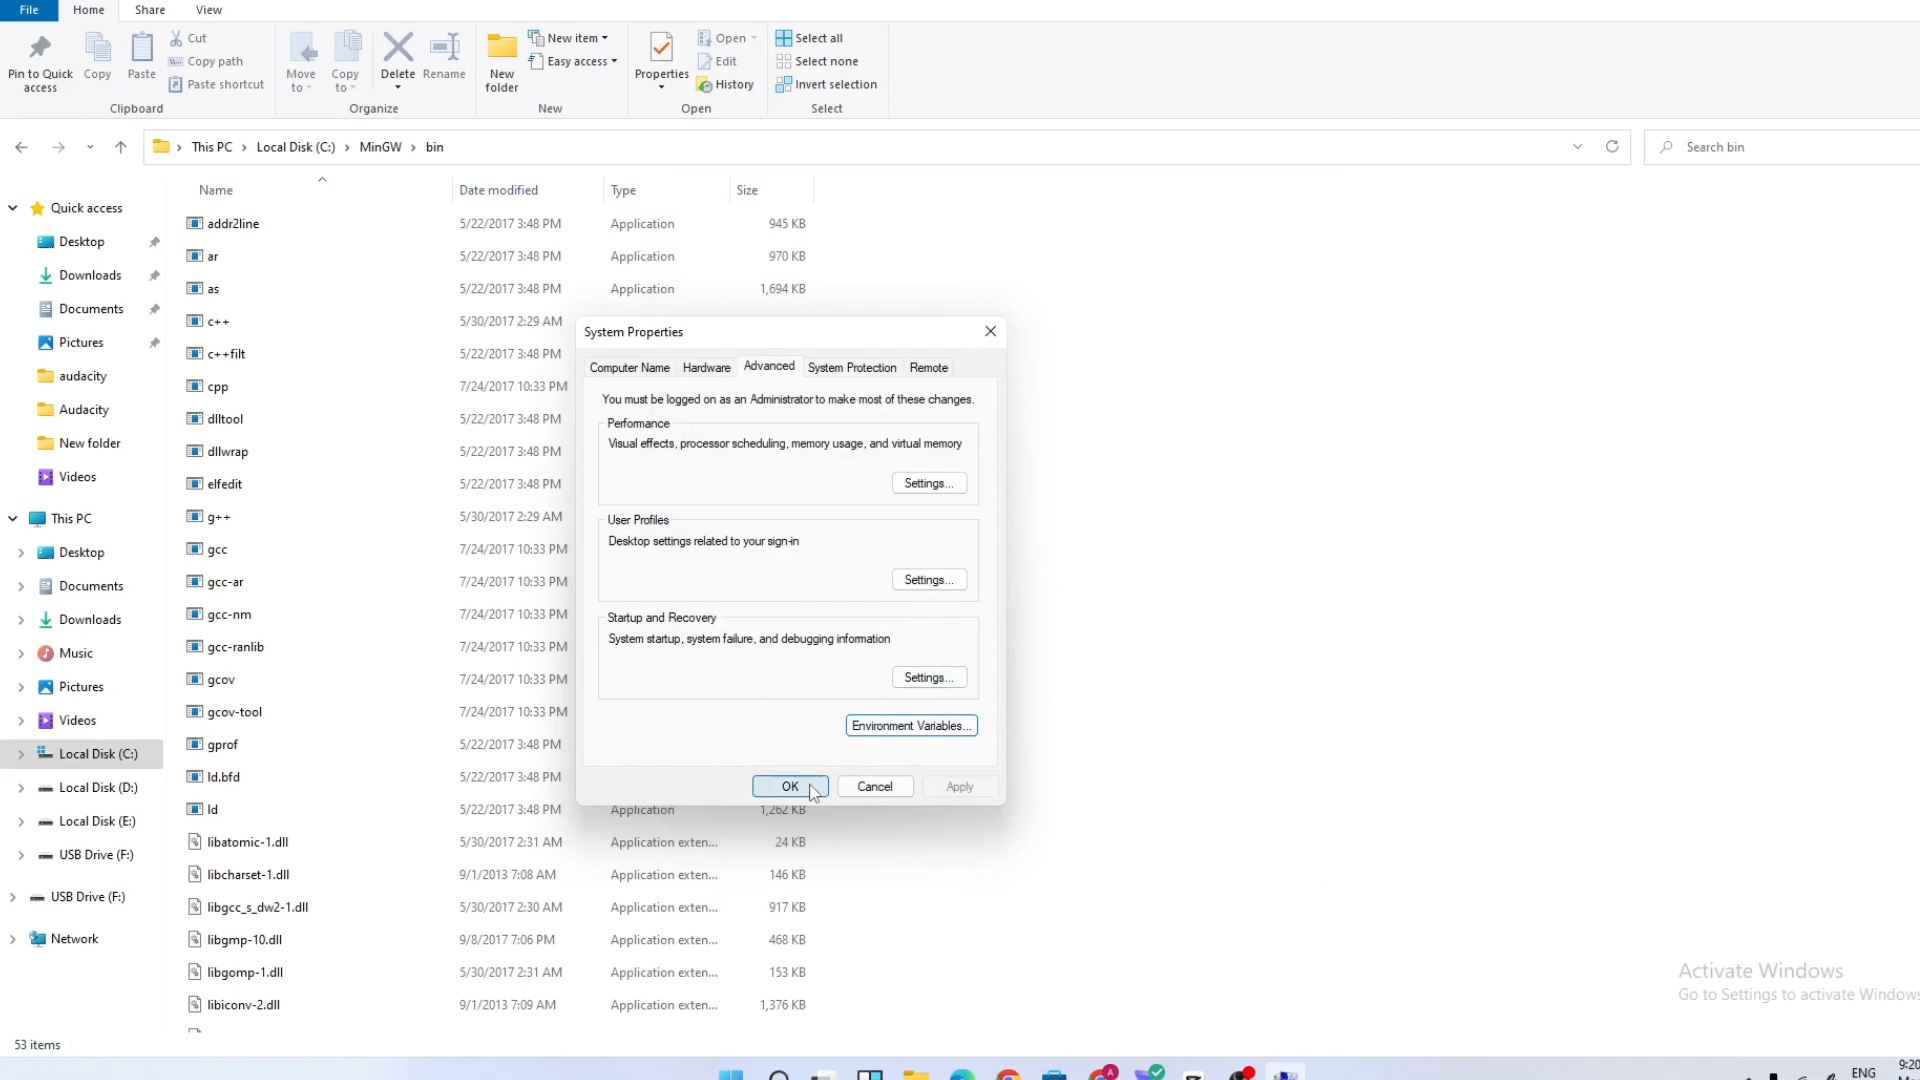 File Home Share View
Cut
Copy path
Paste shortcut
Pin to Quick access
Copy
Paste
Clipboard
Move to
Copy to
Delete
Rename
Organize
New item
Easy access
New folder
New
Properties
Open
Edit
History
Open
Select all
Select none
Invert selection
Select
This PC > Local Disk (C:) > MinGW > bin
Search bin
Name Date modified Type Size
Quick access
Desktop
Downloads
Documents
Pictures
audacity
Audacity
New folder
Videos
This PC
Desktop
Documents
Downloads
Music
Pictures
Videos
Local Disk (C:)
Local Disk (D:)
Local Disk (E:)
USB Drive (F:)
USB Drive (F:)
Network
addr2line 5/22/2017 3:48 PM Application 945 KB
ar 5/22/2017 3:48 PM Application 970 KB
as 5/22/2017 3:48 PM Application 1,694 KB
c++ 5/30/2017 2:29 AM
c++filt 5/22/2017 3:48 PM
cpp 7/24/2017 10:33 PM
dlltool 5/22/2017 3:48 PM
dllwrap 5/22/2017 3:48 PM
elfedit 5/22/2017 3:48 PM
g++ 5/30/2017 2:29 AM
gcc 7/24/2017 10:33 PM
gcc-ar 7/24/2017 10:33 PM
gcc-nm 7/24/2017 10:33 PM
gcc-ranlib 7/24/2017 10:33 PM
gcov 7/24/2017 10:33 PM
gcov-tool 7/24/2017 10:33 PM
gprof 5/22/2017 3:48 PM
ld.bfd 5/22/2017 3:48 PM
ld 5/22/2017 3:48 PM Application 1,262 KB
libatomic-1.dll 5/30/2017 2:31 AM Application exten... 24 KB
libcharset-1.dll 9/1/2013 7:08 AM Application exten... 146 KB
libgcc_s_dw2-1.dll 5/30/2017 2:30 AM Application exten... 917 KB
libgmp-10.dll 9/8/2017 7:06 PM Application exten... 468 KB
libgomp-1.dll 5/30/2017 2:31 AM Application exten... 153 KB
libiconv-2.dll 9/1/2013 7:09 AM Application exten... 1,376 KB
System Properties
Computer Name Hardware Advanced System Protection Remote
You must be logged on as an Administrator to make most of these changes.
Performance
Visual effects, processor scheduling, memory usage, and virtual memory
Settings...
User Profiles
Desktop settings related to your sign-in
Settings...
Startup and Recovery
System startup, system failure, and debugging information
Settings...
Environment Variables...
OK Cancel Apply
Activate Windows
Go to Settings to activate Windows
53 items
ENG
9:20